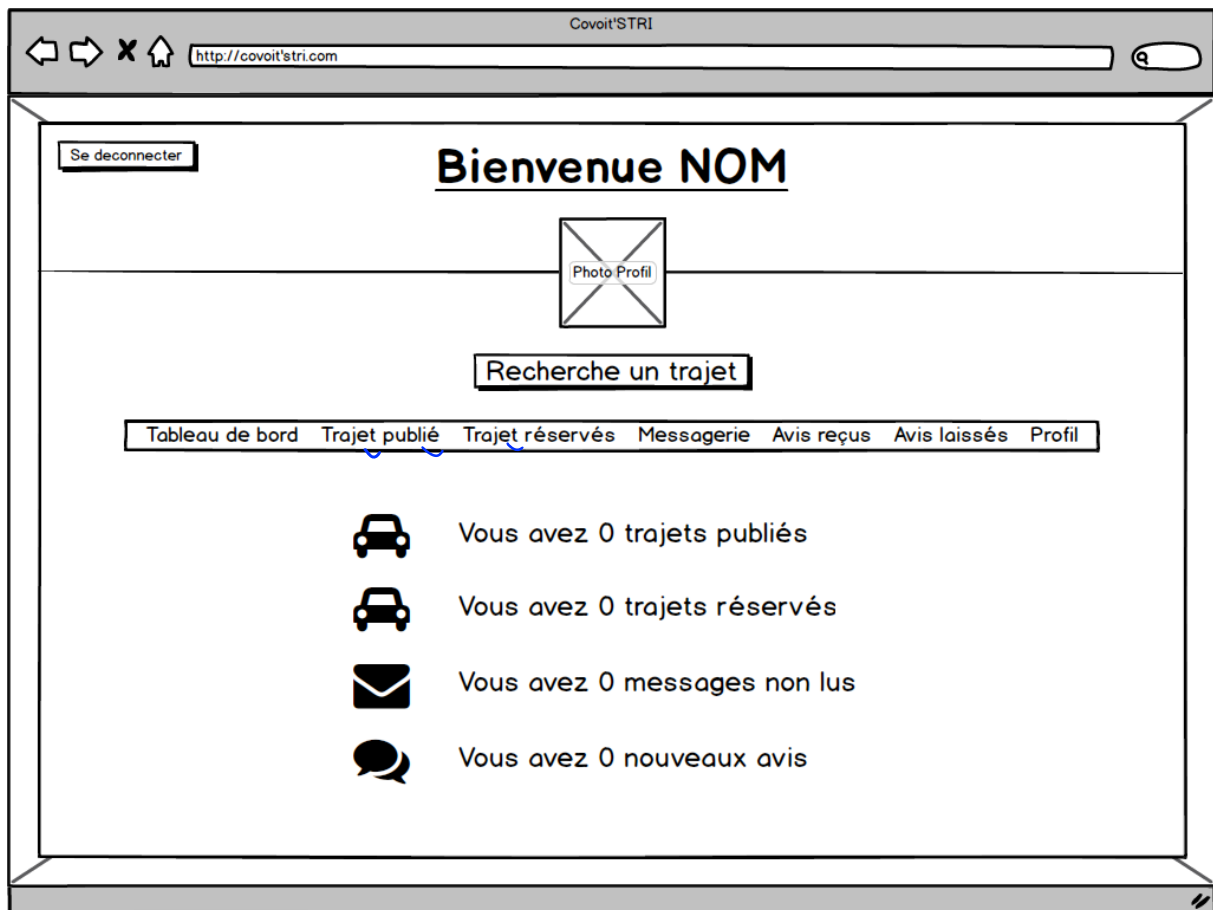 Covoit'STRI
http://covoit'stri.com
Se deconnecter
Bienvenue NOM
Photo Profil
Recherche un trajet
Tableau de bord Trajet publié Trajet réservés Messagerie Avis reçus Avis laissés Profil
Vous avez 0 trajets publiés
Vous avez 0 trajets réservés
Vous avez 0 messages non lus
Vous avez 0 nouveaux avis